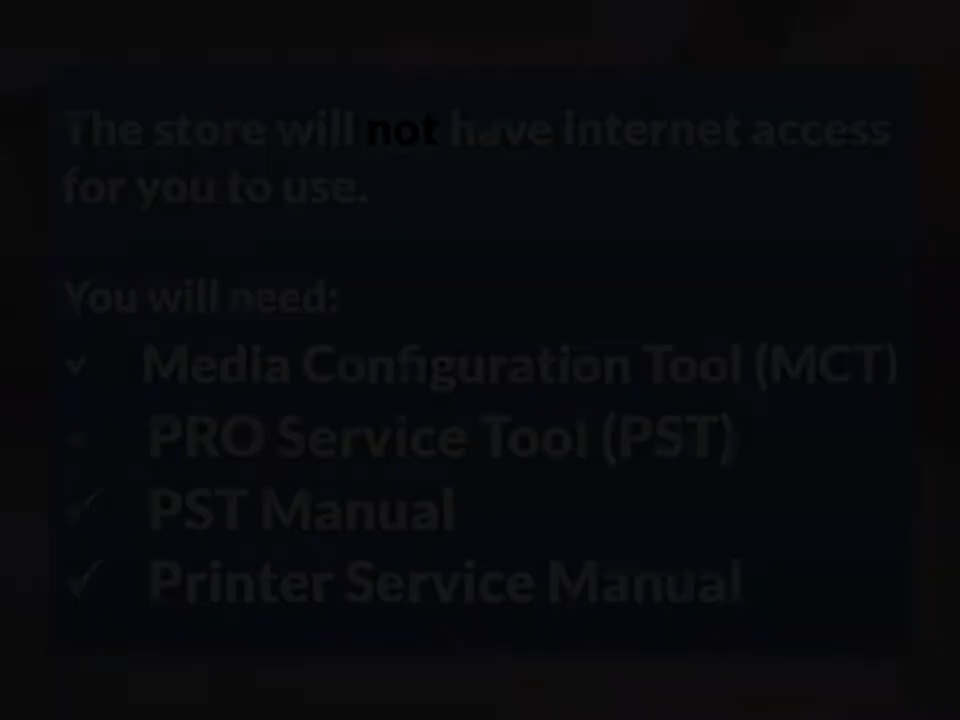 The store will not have internet access
for you to use.
You will need:
✓ Media Configuration Tool (MCT)
PRO Service Tool (PST)
✓ PST Manual
✓ Printer Service Manual